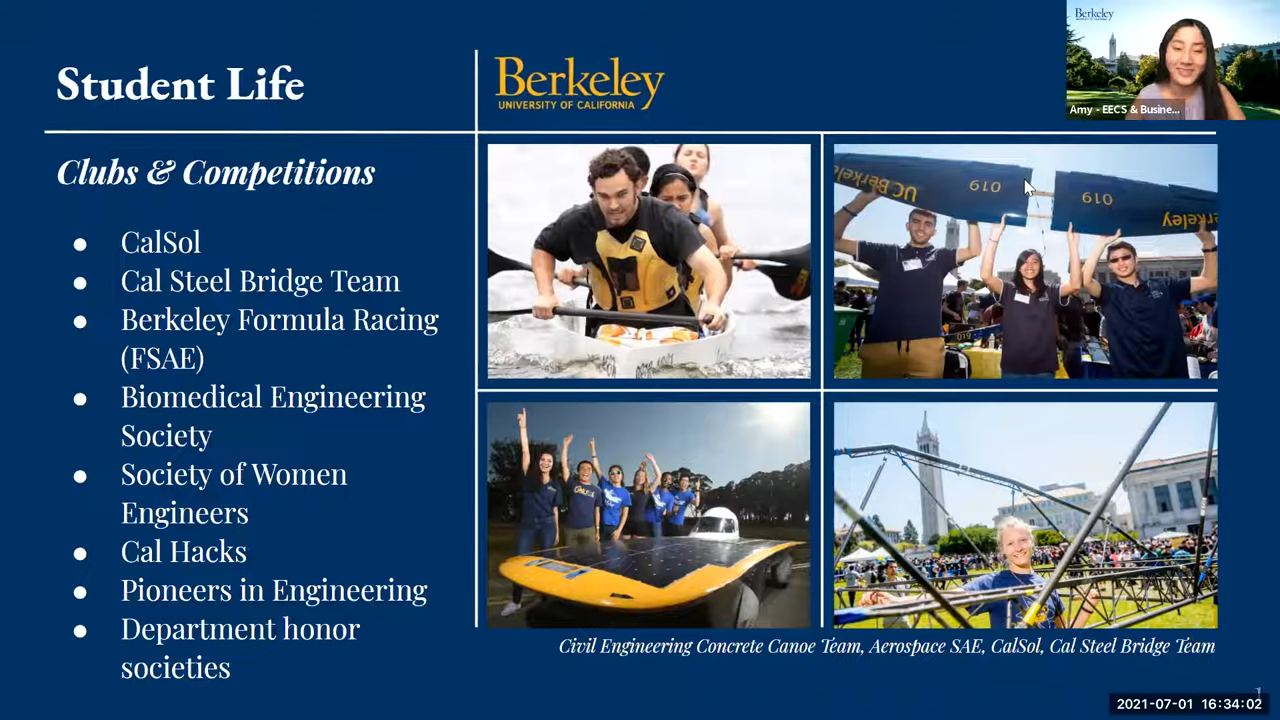 Student Life
Berkeley
UNIVERSITY OF CALIFORNIA
Berkeley
Amy - EECS & Busine...
Clubs & Competitions
● CalSol
● Cal Steel Bridge Team
● Berkeley Formula Racing
(FSAE)
● Biomedical Engineering
Society
● Society of Women
Engineers
● Cal Hacks
● Pioneers in Engineering
● Department honor
societies
UC Berkele
019
019
erkeley
019
Civil Engineering Concrete Canoe Team, Aerospace SAE, CalSol, Cal Steel Bridge Team
2021-07-01 16:34:02